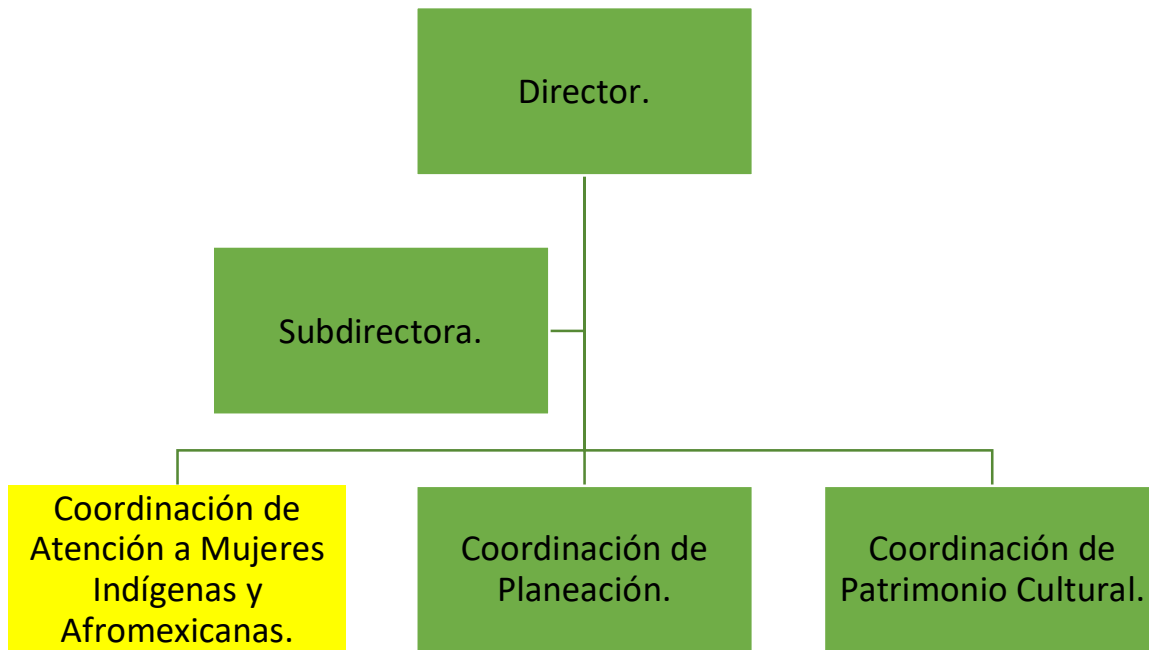 Director.
Subdirectora.
Coordinación de
Atención a Mujeres
Indígenas y
Afromexicanas.
Coordinación de
Planeación.
Coordinación de
Patrimonio Cultural.